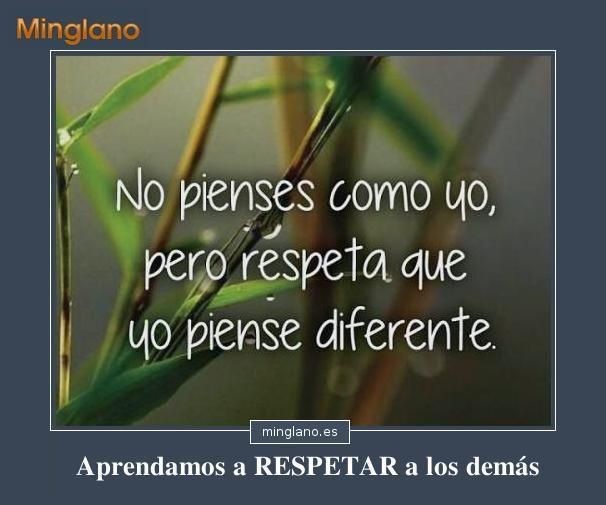 Minglano
No pienses como yo,
pero respeta que
yo piense diferente.
minglano.es
Aprendamos a RESPETAR a los demás